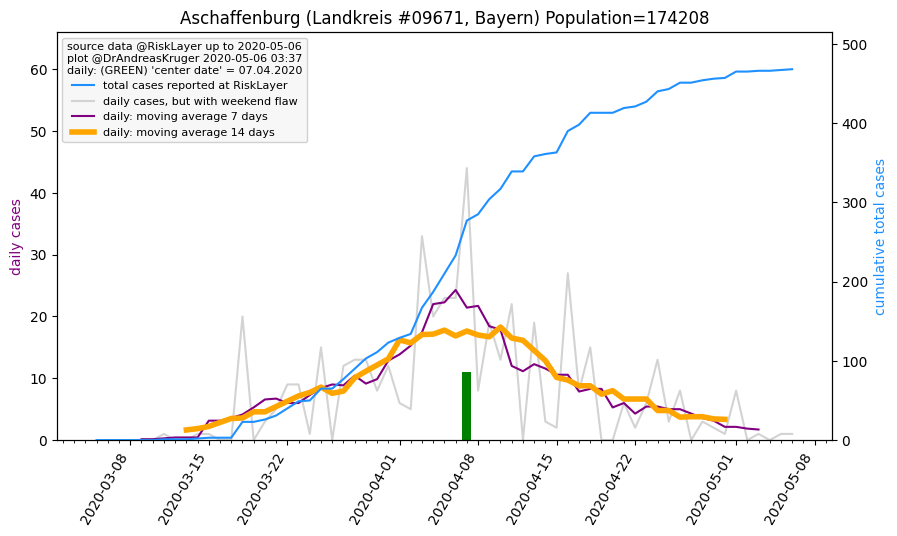 Aschaffenburg (Landkreis #09671, Bayern) Population=174208
source data @RiskLayer up to 2020-05-06
plot @DrAndreasKruger 2020-05-06 03:37
daily: (GREEN) 'center date' = 07.04.2020
total cases reported at RiskLayer
daily cases, but with weekend flaw
daily: moving average 7 days
daily: moving average 14 days
daily cases
60
50
40
30
20
10
0
500
400
300
200
100
0
cumulative total cases
2020-03-08
2020-03-15
2020-03-22
2020-04-01
2020-04-08
2020-04-15
2020-04-22
2020-05-01
2020-05-08